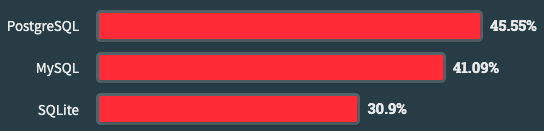 PostgreSQL 45.55%
MySQL 41.09%
SQLite 30.9%